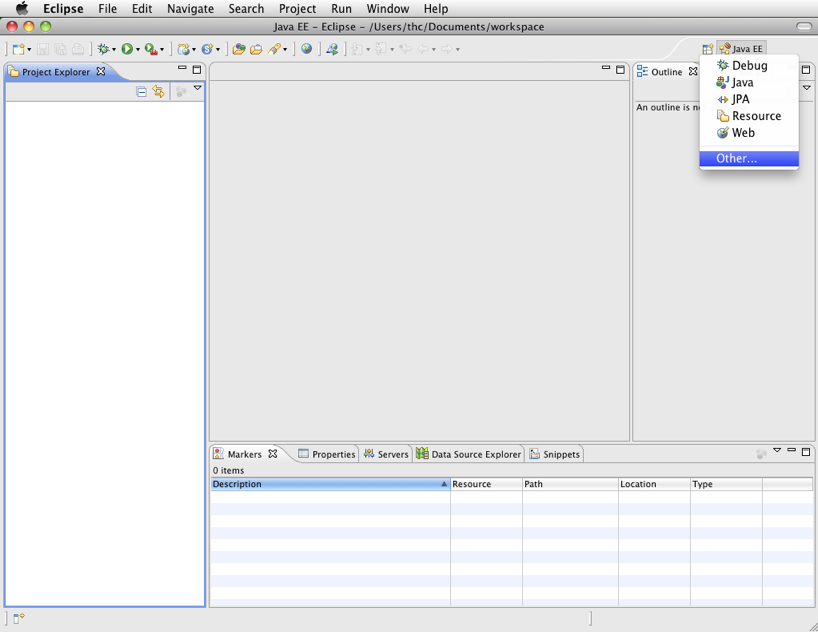 Eclipse File Edit Navigate Search Project Run Window Help
Java EE – Eclipse – /Users/thc/Documents/workspace
Java EE
Project Explorer
Outline
Debug
Java
JPA
Resource
Web
Other...
An outline is n
Markers Properties Servers Data Source Explorer Snippets
0 items
Description Resource Path Location Type